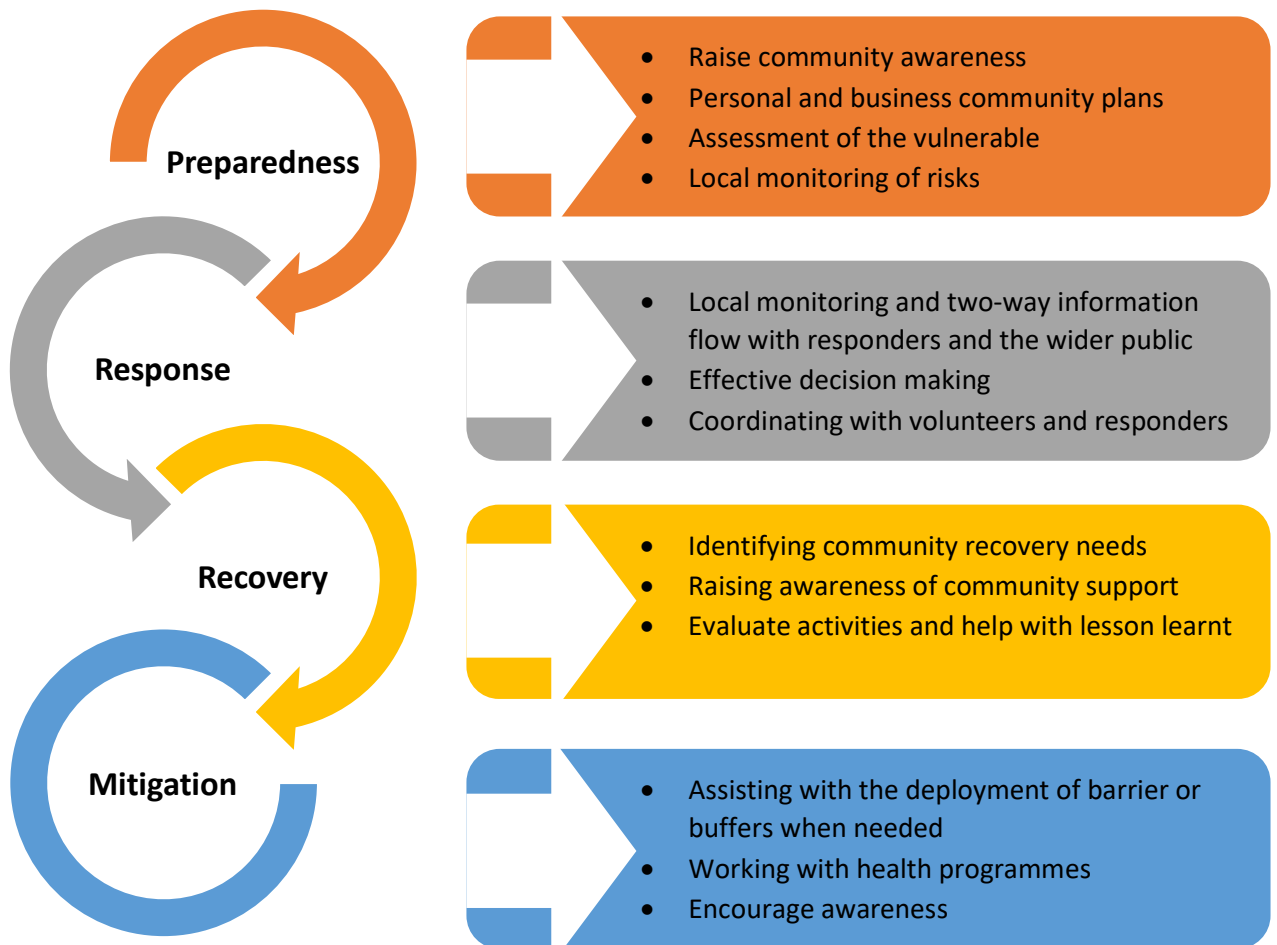 Preparedness
• Raise community awareness
• Personal and business community plans
• Assessment of the vulnerable
• Local monitoring of risks
Response
• Local monitoring and two-way information
flow with responders and the wider public
• Effective decision making
• Coordinating with volunteers and responders
Recovery
• Identifying community recovery needs
• Raising awareness of community support
• Evaluate activities and help with lesson learnt
Mitigation
• Assisting with the deployment of barrier or
buffers when needed
• Working with health programmes
• Encourage awareness